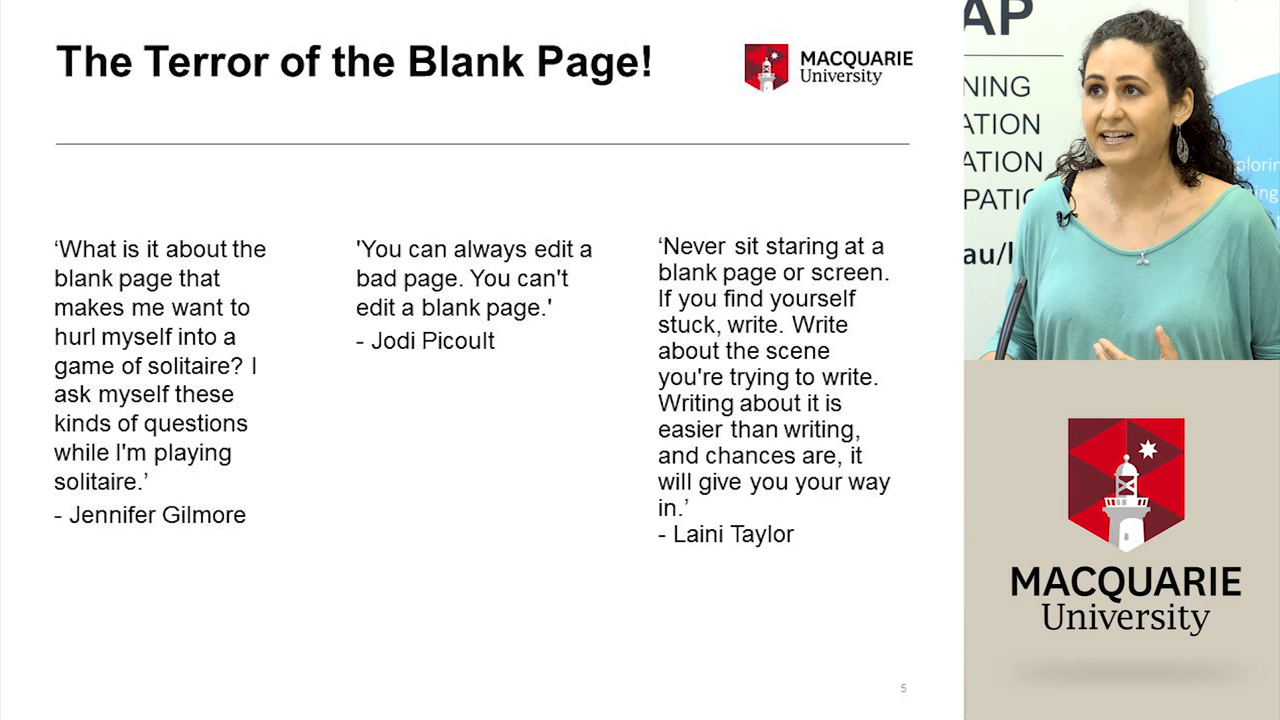 The Terror of the Blank Page!
MACQUARIE
University
‘What is it about the
blank page that
makes me want to
hurl myself into a
game of solitaire? I
ask myself these
kinds of questions
while I'm playing
solitaire.’
- Jennifer Gilmore
'You can always edit a
bad page. You can't
edit a blank page.'
- Jodi Picoult
‘Never sit staring at a
blank page or screen.
If you find yourself
stuck, write. Write
about the scene
you're trying to write.
Writing about it is
easier than writing,
and chances are, it
will give you your way
in.’
- Laini Taylor
5
AP
NING
ATION
ATION
PATIO
au/l
plorin
ning
MACQUARIE
University